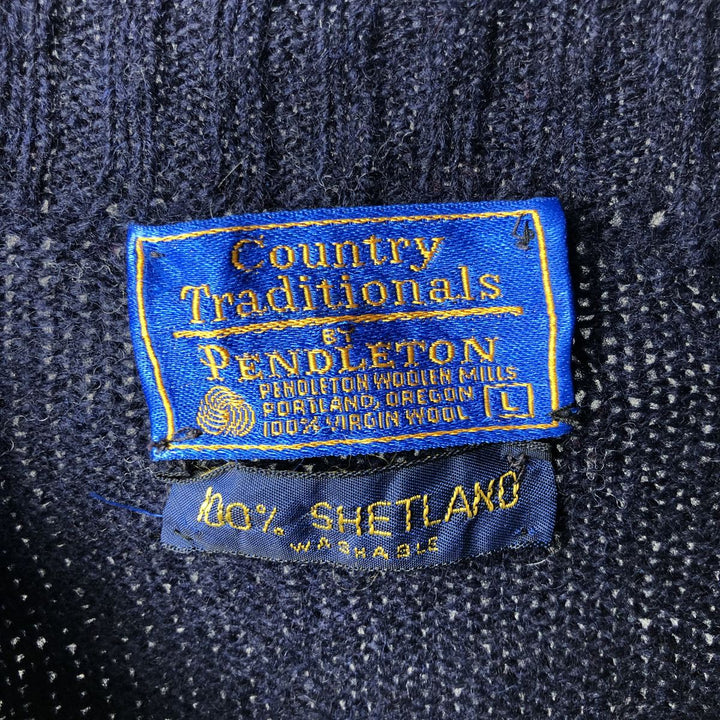 Country
Traditionals
BY
PENDLETON
PENDLETON WOOLEN MILLS
PORTLAND, OREGON
100% VIRGIN WOOL L
100% SHETLAND
WASHABLE